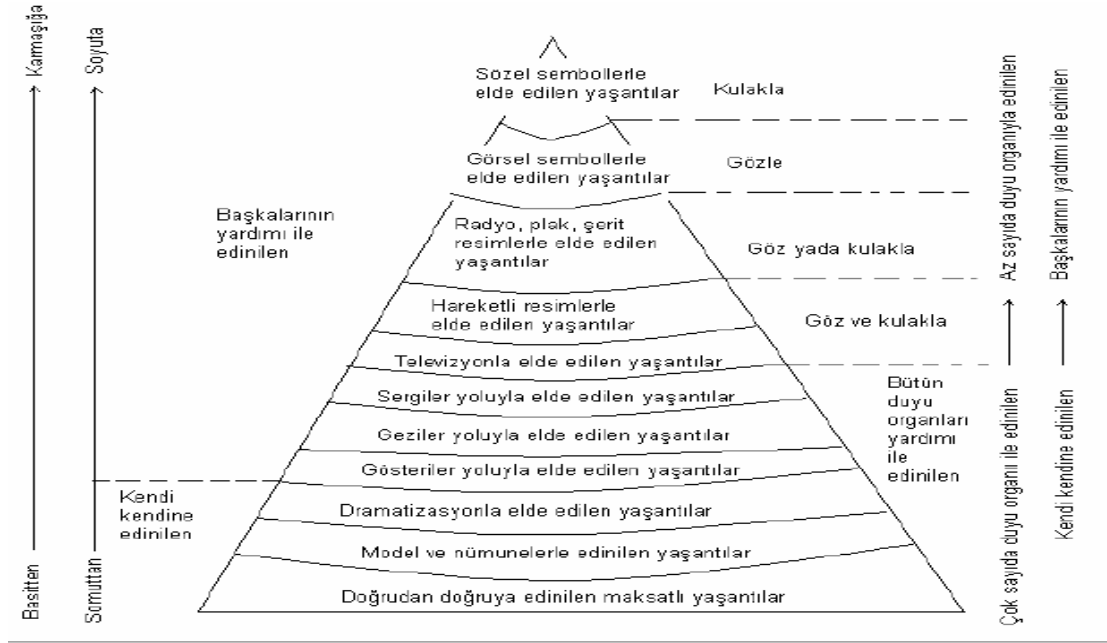 Karmaşığa
Basitten
Soyuta
Somuttan
Sözel sembollerle
elde edilen yaşantılar
Kulakla
Görsel sembollerle
elde edilen yaşantılar
Gözle
Başkalarının
yardımı ile
edinilen
Radyo, plak, şerit
resimlerle elde edilen
yaşantılar
Göz yada kulakla
Hareketli resimlerle
elde edilen yaşantılar
Göz ve kulakla
Televizyonla elde edilen yaşantılar
Sergiler yoluyla elde edilen yaşantılar
Geziler yoluyla elde edilen yaşantılar
Gösteriler yoluyla elde edilen yaşantılar
Bütün
duyu
organları
yardımı
ile
edinilen
Kendi
kendine
edinilen
Dramatizasyonla elde edilen yaşantılar
Model ve nümunelerle edinilen yaşantılar
Doğrudan doğruya edinilen maksatlı yaşantılar
Az sayıda duyu organıyla edinilen
Çok sayıda duyu organıı ile edinilen
Başkalarının yardımı ile edinilen
Kendi kendine edinilen